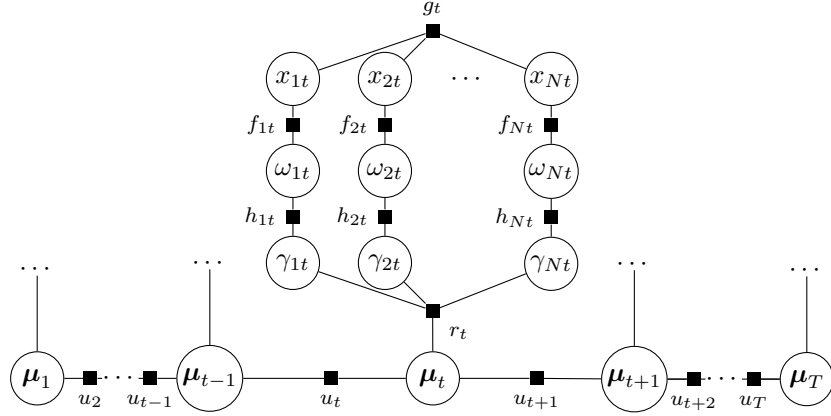 g_t
x_{1t} x_{2t} ... x_{Nt}
f_{1t} f_{2t} f_{Nt}
ω_{1t} ω_{2t} ω_{Nt}
h_{1t} h_{2t} h_{Nt}
γ_{1t} γ_{2t} γ_{Nt}
... ... ... ...
r_t
μ_1 ... μ_{t−1} μ_t μ_{t+1} ... μ_T
u_2 u_{t−1} u_t u_{t+1} u_{t+2} u_T